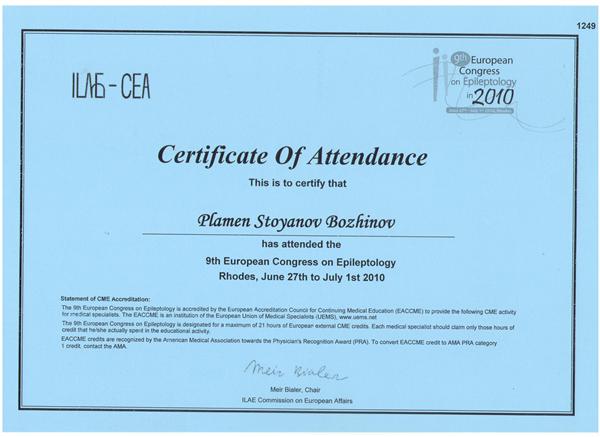 1249
ILAE-CEA
9th European
Congress
on Epileptology
in 2010
Certificate Of Attendance
This is to certify that
Plamen Stoyanov Bozhinov
has attended the
9th European Congress on Epileptology
Rhodes, June 27th to July 1st 2010
Statement of CME Accreditation:
The 9th European Congress on Epileptology is accredited by the European Accreditation Council for Continuing Medical Education (EACCME) to provide the following CME activity
for medical specialists. The EACCME is an institution of the European Union of Medical Specialists (UEMS), www.uems.net
The 9th European Congress on Epileptology is designated for a maximum of 21 hours of European external CME credits. Each medical specialist should claim only those hours of
credit that he/she actually spent in the educational activity.
EACCME credits are recognized by the American Medical Association towards the Physician's Recognition Award (PRA). To convert EACCME credit to AMA PRA category
1 credit, contact the AMA
Meir Bialer
Meir Bialer, Chair
ILAE Commission on European Affairs